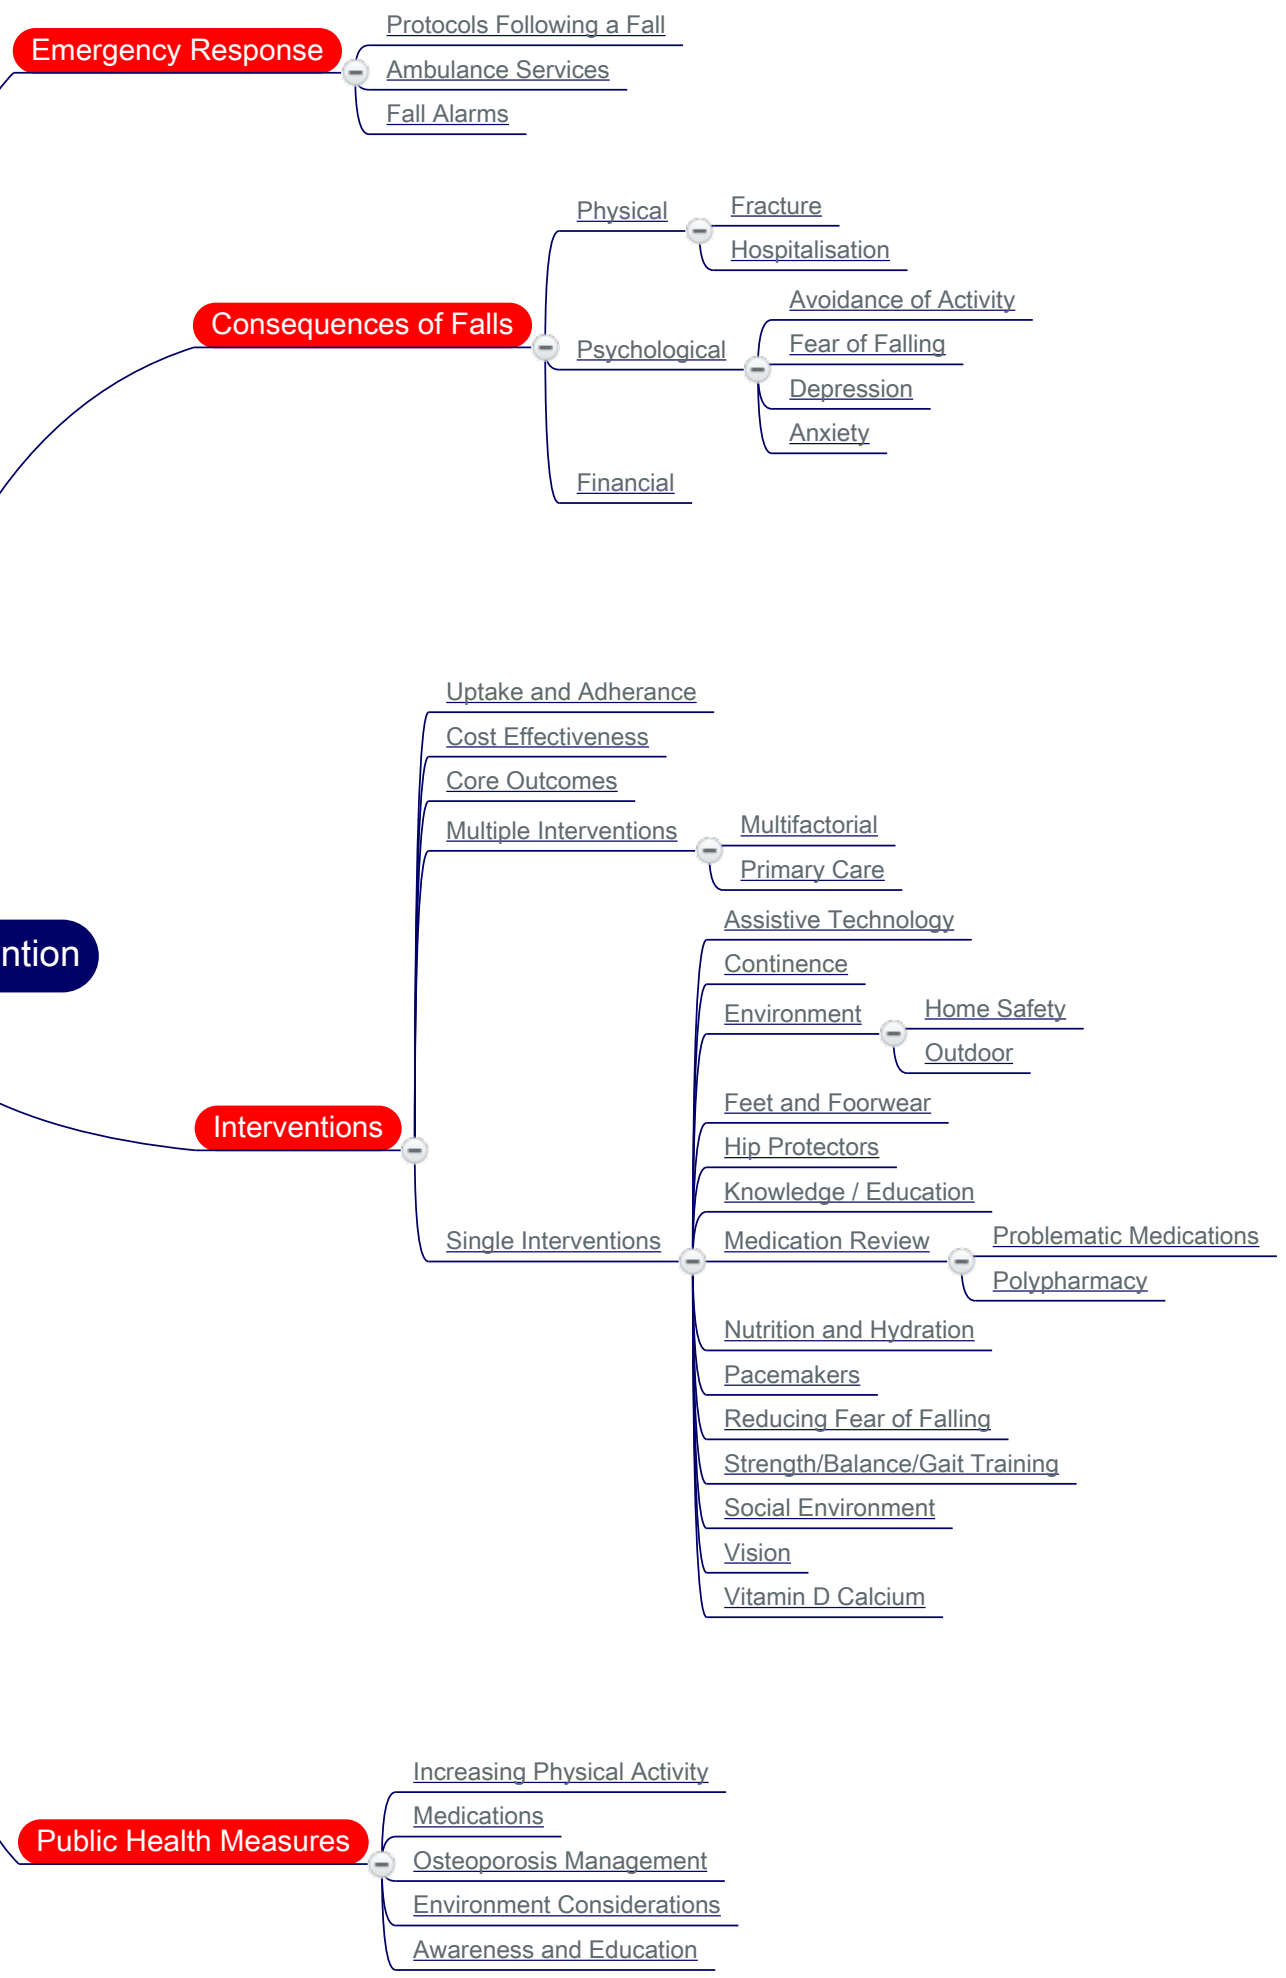 Emergency Response
Protocols Following a Fall
Ambulance Services
Fall Alarms
Consequences of Falls
Physical
Fracture
Hospitalisation
Psychological
Avoidance of Activity
Fear of Falling
Depression
Anxiety
Financial
ntion
Interventions
Uptake and Adherance
Cost Effectiveness
Core Outcomes
Multiple Interventions
Multifactorial
Primary Care
Single Interventions
Assistive Technology
Continence
Environment
Home Safety
Outdoor
Feet and Foorwear
Hip Protectors
Knowledge / Education
Medication Review
Problematic Medications
Polypharmacy
Nutrition and Hydration
Pacemakers
Reducing Fear of Falling
Strength/Balance/Gait Training
Social Environment
Vision
Vitamin D Calcium
Public Health Measures
Increasing Physical Activity
Medications
Osteoporosis Management
Environment Considerations
Awareness and Education